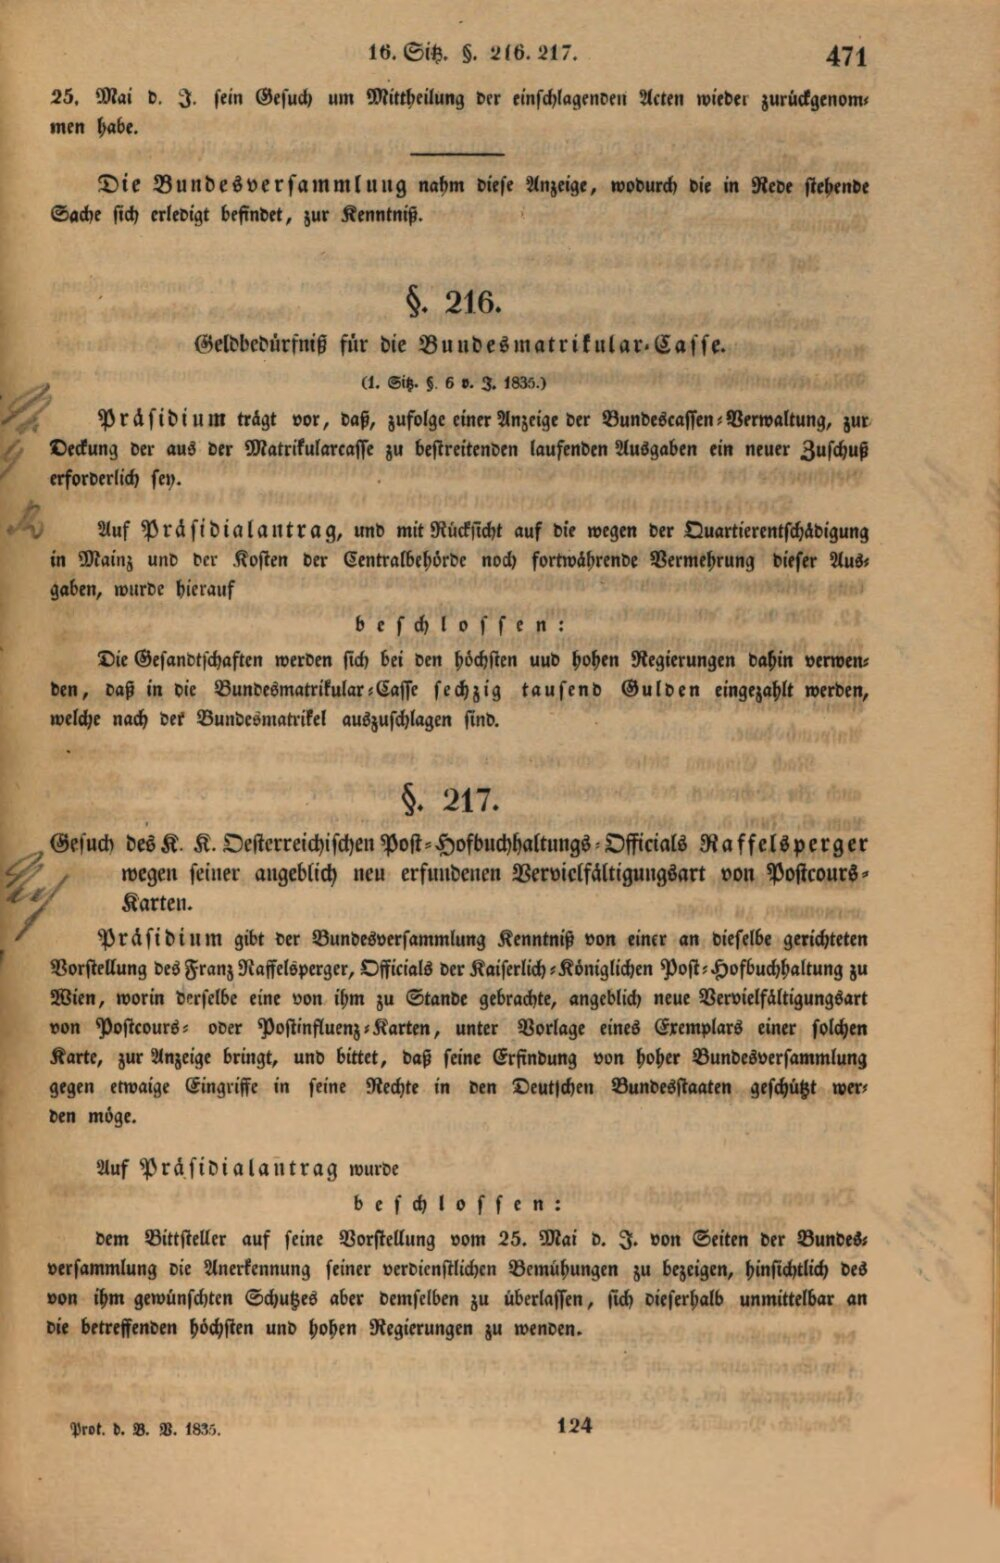 16. Sitz. §. 216. 217.
471
25. Mai d. J. sein Gesuch um Mittheilung der einschlagenden Acten wieder zurückgenom-
men habe.
Die Bundesversammlung nahm diese Anzeige, wodurch die in Rede stehende
Sache sich erledigt befindet, zur Kenntniß.
§. 216.
Geldbedürfniß für die Bundesmatrikular-Casse.
(1. Sitz. §. 6 v. J. 1835.)
Präsidium trägt vor, daß, zufolge einer Anzeige der Bundescassen-Verwaltung, zur
Deckung der aus der Matrikularcasse zu bestreitenden laufenden Ausgaben ein neuer Zuschuß
erforderlich sey.
Auf Präsidialantrag, und mit Rücksicht auf die wegen der Quartierentschädigung
in Mainz und der Kosten der Centralbehörde noch fortwährende Vermehrung dieser Aus-
gaben, wurde hierauf
beschlossen:
Die Gesandtschaften werden sich bei den höchsten uud hohen Regierungen dahin verwen-
den, daß in die Bundesmatrikular-Casse sechzig tausend Gulden eingezahlt werden,
welche nach der Bundesmatrikel auszuschlagen sind.
§. 217.
Gesuch des K. K. Oesterreichischen Post-Hofbuchhaltungs-Officials Raffelsperger
wegen seiner angeblich neu erfundenen Vervielfältigungsart von Postcours-
Karten.
Präsidium gibt der Bundesversammlung Kenntniß von einer an dieselbe gerichteten
Vorstellung des Franz Raffelsperger, Officials der Kaiserlich-Königlichen Post-Hofbuchhaltung zu
Wien, worin derselbe eine von ihm zu Stande gebrachte, angeblich neue Vervielfältigungsart
von Postcours- oder Postinfluenz-Karten, unter Vorlage eines Exemplars einer solchen
Karte, zur Anzeige bringt, und bittet, daß seine Erfindung von hoher Bundesversammlung
gegen etwaige Eingriffe in seine Rechte in den Deutschen Bundesstaaten geschützt wer-
den möge.
Auf Präsidialantrag wurde
beschlossen:
dem Bittsteller auf seine Vorstellung vom 25. Mai d. J. von Seiten der Bundes-
versammlung die Anerkennung seiner verdienstlichen Bemühungen zu bezeigen, hinsichtlich des
von ihm gewünschten Schutzes aber demselben zu überlassen, sich dieserhalb unmittelbar an
die betreffenden höchsten und hohen Regierungen zu wenden.
Prot. d. B. V. 1835.
124